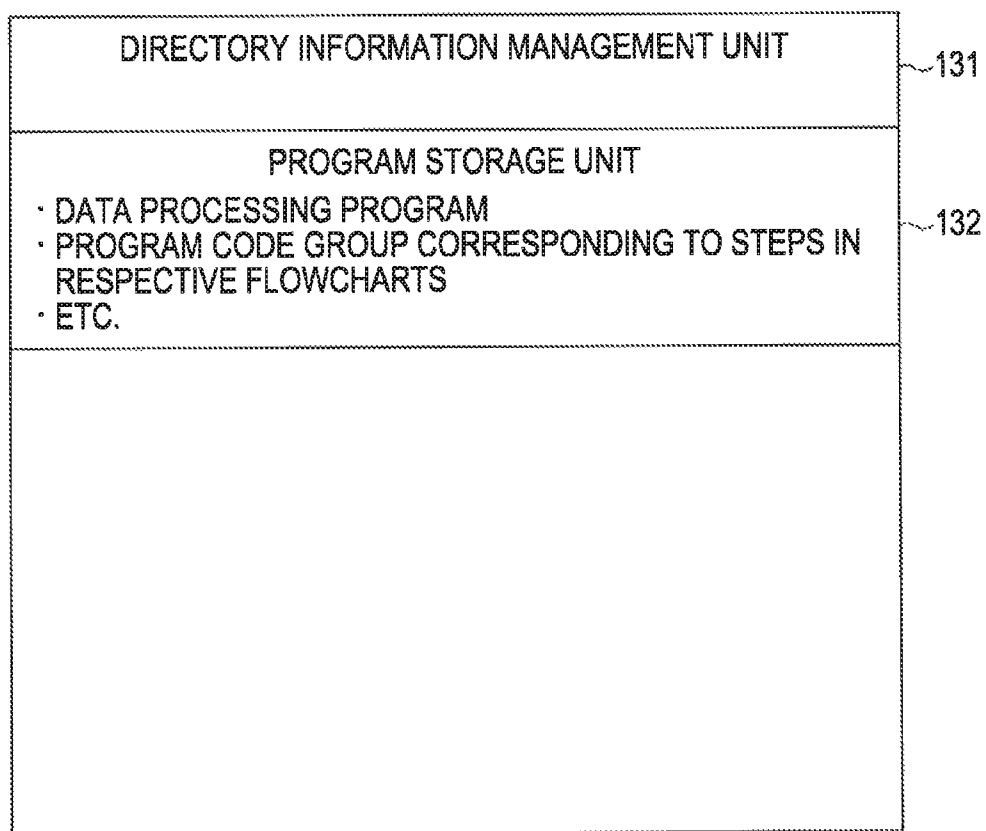 DIRECTORY INFORMATION MANAGEMENT UNIT
131
PROGRAM STORAGE UNIT
· DATA PROCESSING PROGRAM
132
· PROGRAM CODE GROUP CORRESPONDING TO STEPS IN
RESPECTIVE FLOWCHARTS
· ETC.